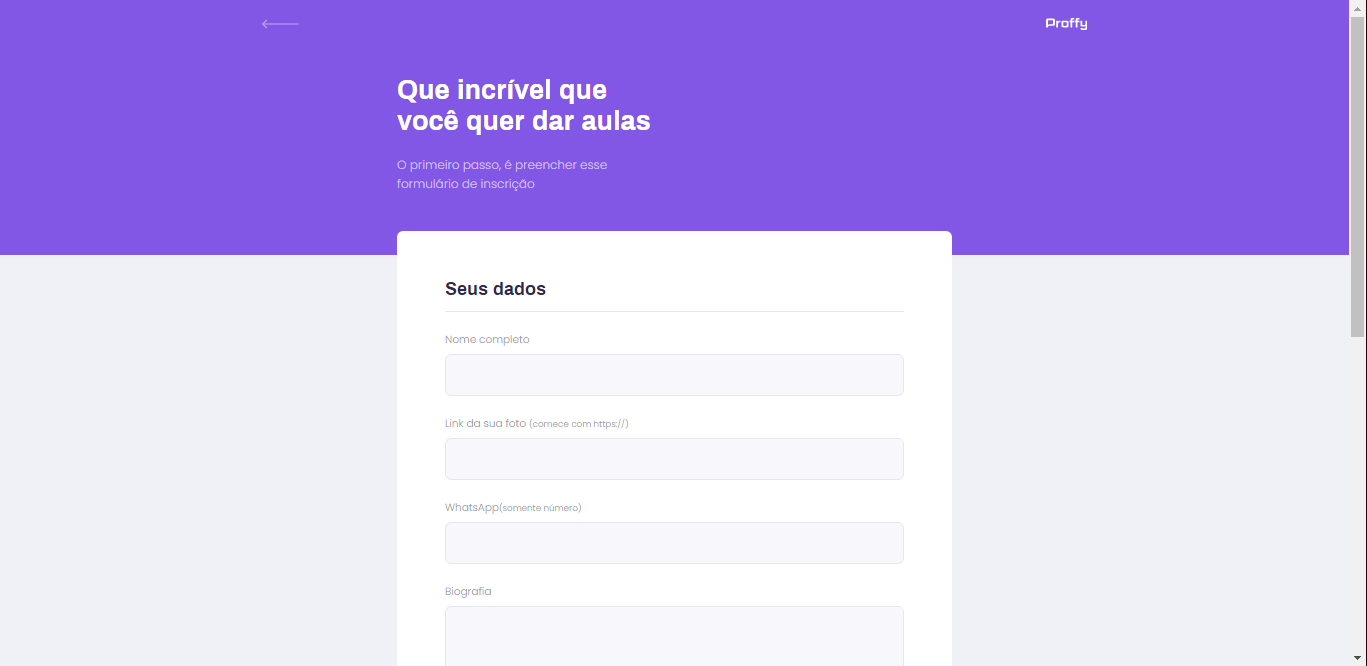 Proffy
Que incrível que
você quer dar aulas
O primeiro passo, é preencher esse
formulário de inscrição
Seus dados
Nome completo
Link da sua foto (comece com https://)
WhatsApp(somente número)
Biografia